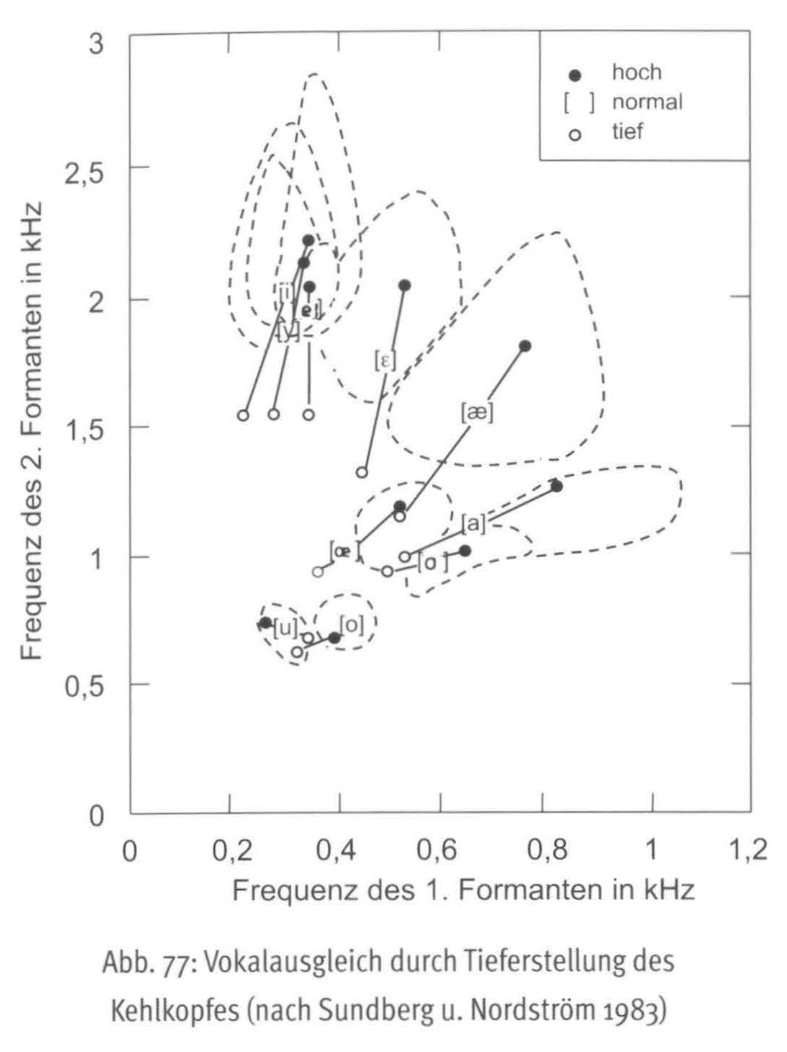 3
2,5
2
1,5
1
0,5
0
Frequenz des 2. Formanten in kHz
● hoch
[ ] normal
○ tief
[i]
[y]
[ɛ]
[æ]
[a]
[œ]
[ɑ]
[u]
[o]
0 0,2 0,4 0,6 0,8 1 1,2
Frequenz des 1. Formanten in kHz
Abb. 77: Vokalausgleich durch Tieferstellung des
Kehlkopfes (nach Sundberg u. Nordström 1983)